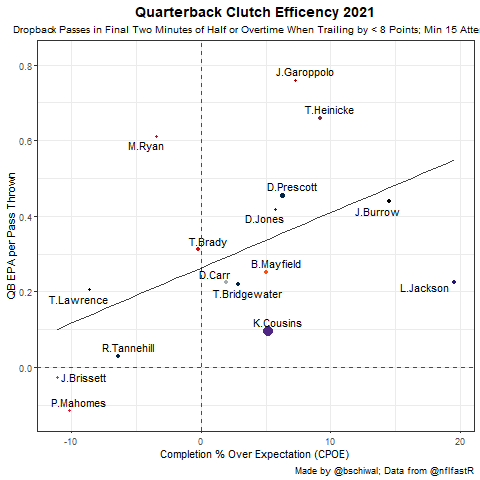 Quarterback Clutch Efficency 2021
Dropback Passes in Final Two Minutes of Half or Overtime When Trailing by < 8 Points; Min 15 Atte
0.8
J.Garoppolo
T.Heinicke
0.6
M.Ryan
D.Prescott
0.4
D.Jones
J.Burrow
T.Brady
B.Mayfield
D.Carr
0.2
T.Lawrence
T.Bridgewater
L.Jackson
K.Cousins
R.Tannehill
0.0
J.Brissett
P.Mahomes
QB EPA per Pass Thrown
-10 0 10 20
Completion % Over Expectation (CPOE)
Made by @bschiwal; Data from @nflfastR